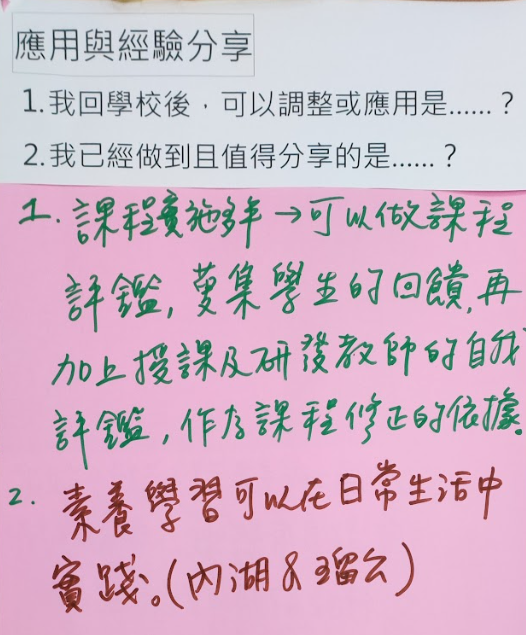 應用與經驗分享
1.我回學校後，可以調整或應用是……？
2.我已經做到且值得分享的是……？
1. 課程實施多年→可以做課程
評鑑,蒐集學生的回饋,再
加上授課及研發教師的自我
評鑑,作為課程修正的依據。
2. 素養學習可以在日常生活中
實踐。(內湖&瑠公)